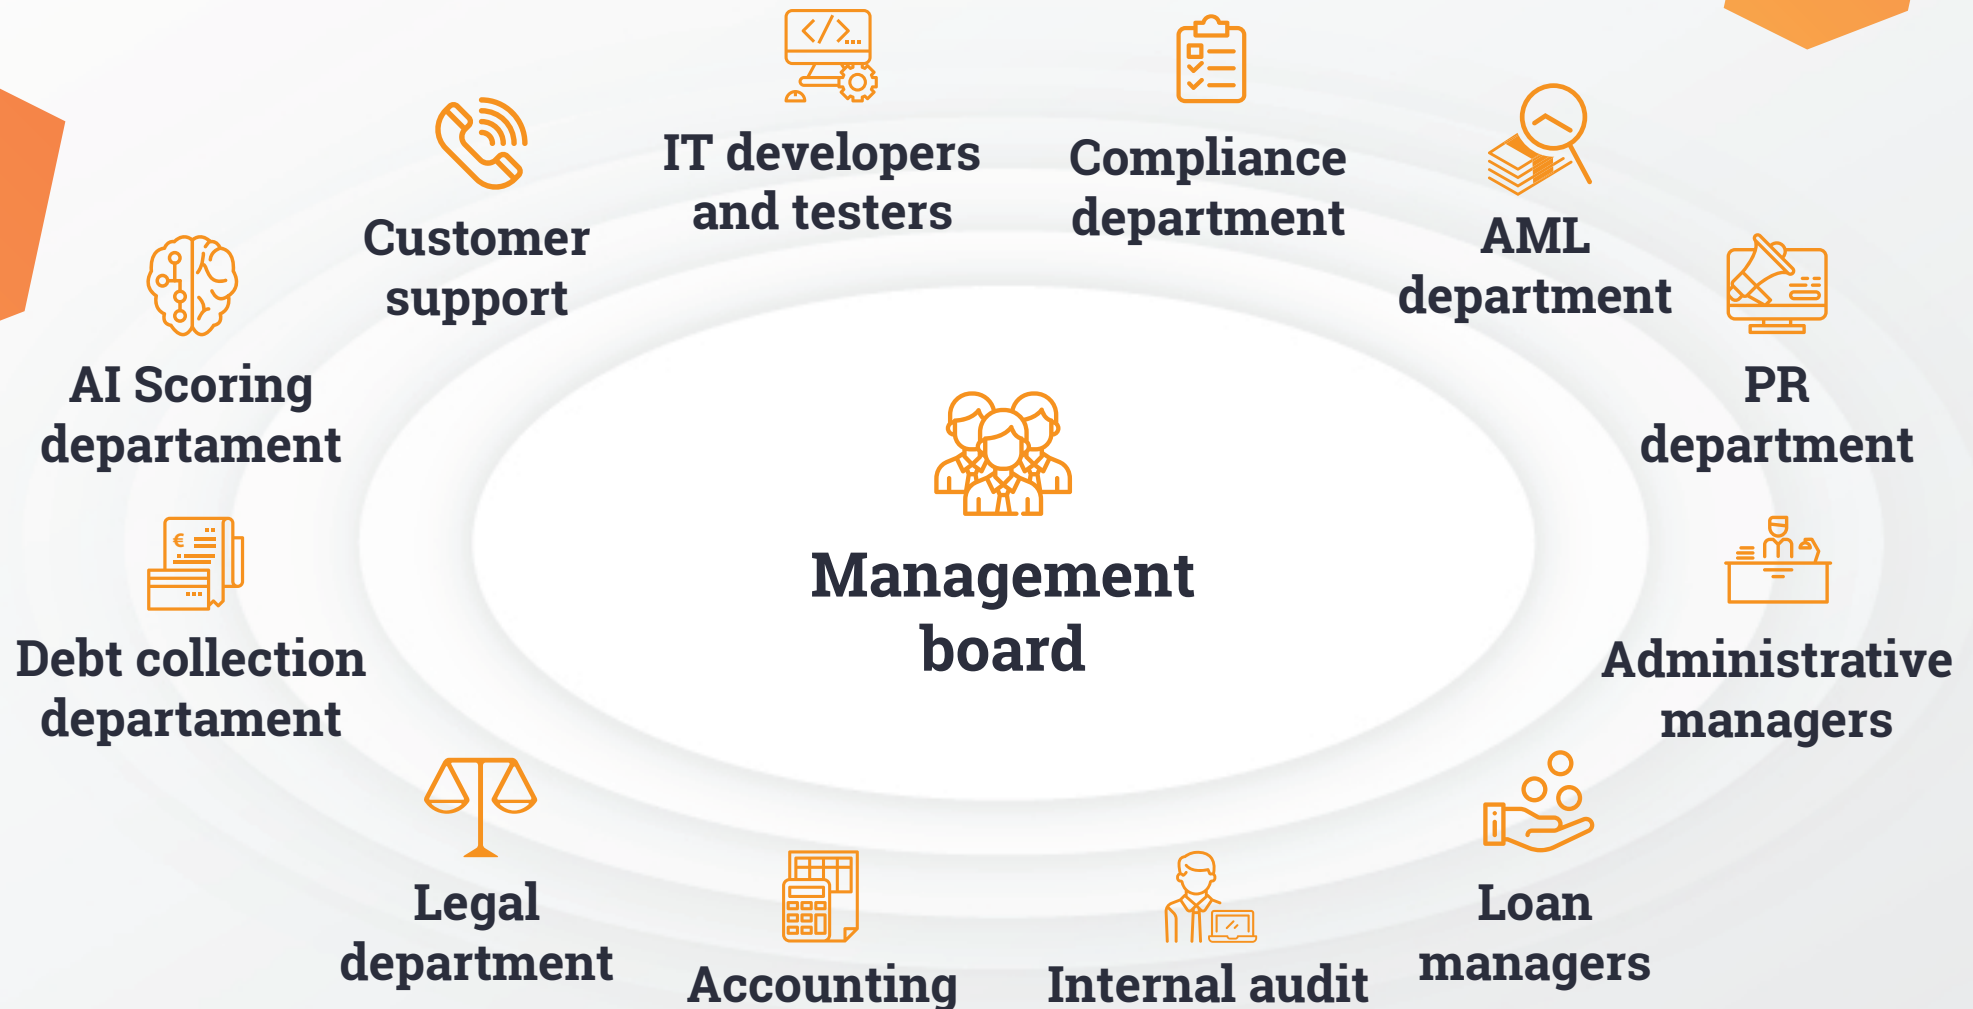 </>...
IT developers
and testers
Compliance
department
Customer
support
AML
department
AI Scoring
departament
PR
department
Management
board
€
Debt collection
departament
Administrative
managers
Legal
department
Loan
managers
Accounting
Internal audit